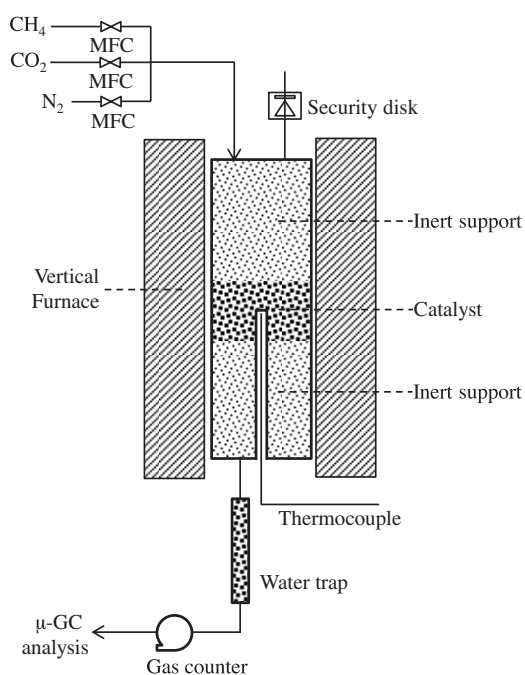 CH₄
MFC
CO₂
MFC
N₂
MFC
Security disk
Inert support
Vertical
Furnace
Catalyst
Inert support
Thermocouple
Water trap
μ-GC
analysis
Gas counter